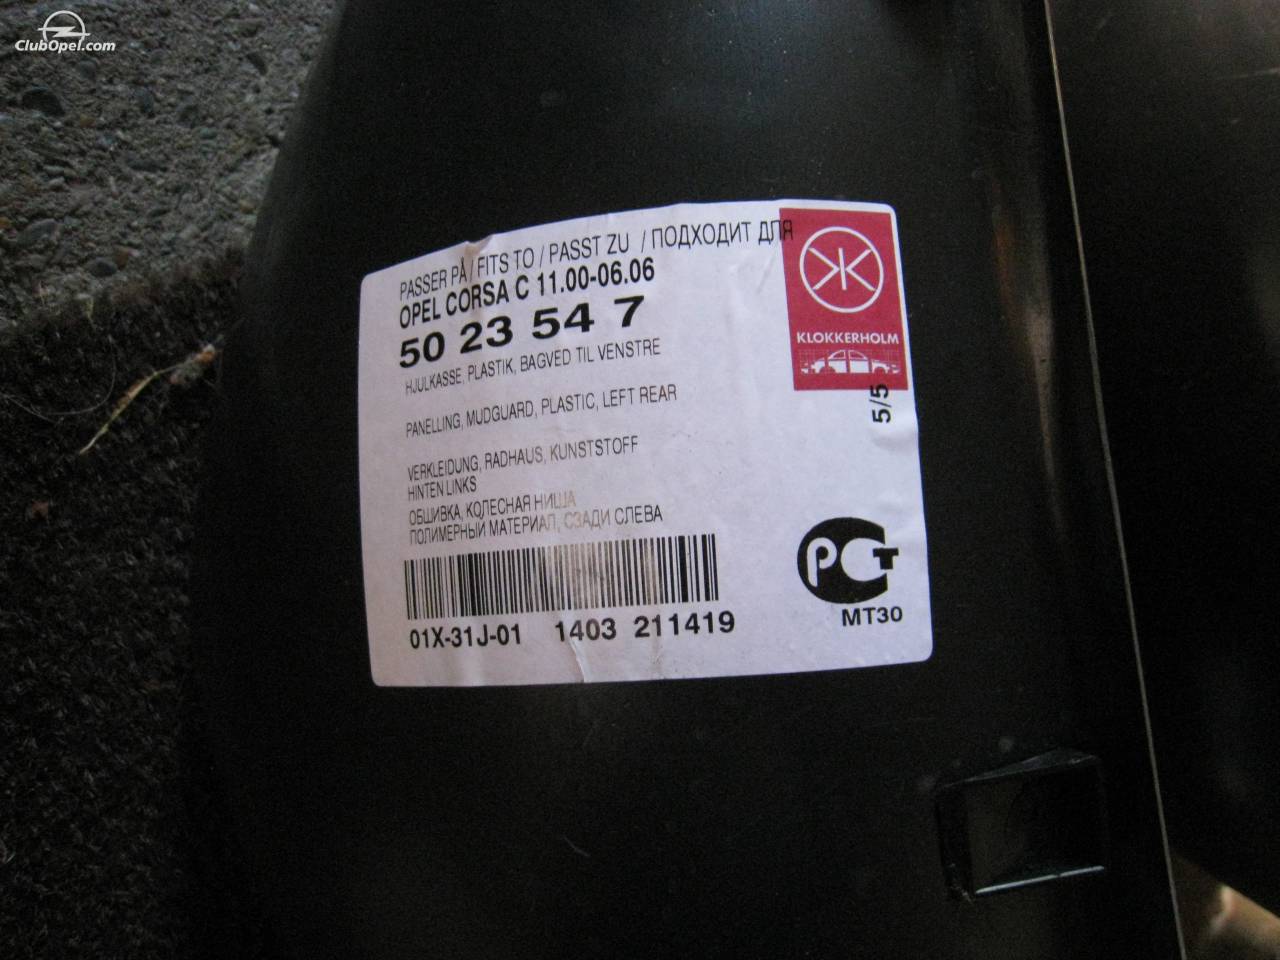 ClubOpel.com
PASSER PÅ / FITS TO / PASST ZU / ПОДХОДИТ ДЛЯ
OPEL CORSA C 11.00-06.06
50 23 54 7
HJULKASSE, PLASTIK, BAGVED TIL VENSTRE
PANELLING, MUDGUARD, PLASTIC, LEFT REAR
VERKLEIDUNG, RADHAUS, KUNSTSTOFF
HINTEN LINKS
ОБШИВКА, КОЛЕСНАЯ НИША
ПОЛИМЕРНЫЙ МАТЕРИАЛ, СЗАДИ СЛЕВА
01X-31J-01 1403 211419
KLOKKERHOLM
5/5
РСТ
МТ30